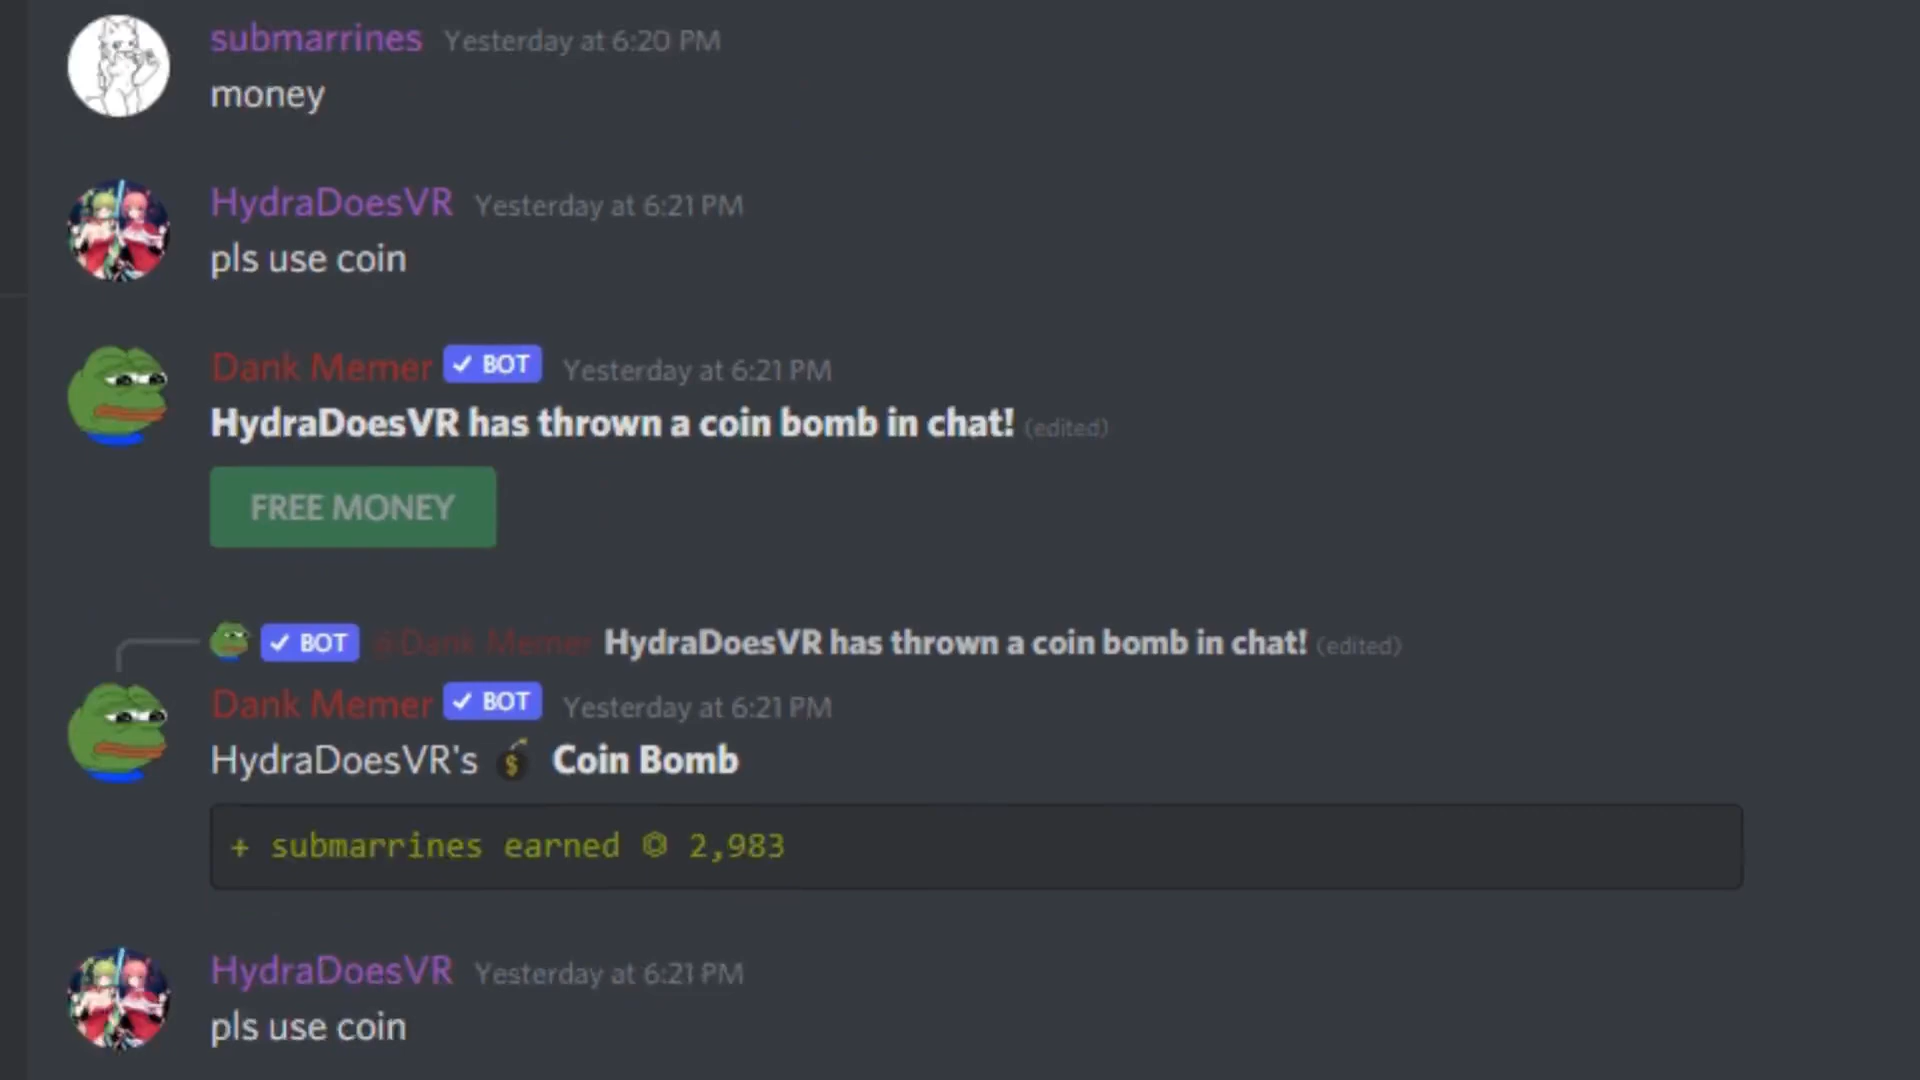 submarrines Yesterday at 6:20 PM
money
HydraDoesVR Yesterday at 6:21 PM
pls use coin
Dank Memer ✓ BOT Yesterday at 6:21 PM
HydraDoesVR has thrown a coin bomb in chat! (edited)
FREE MONEY
✓ BOT @Dank Memer HydraDoesVR has thrown a coin bomb in chat! (edited)
Dank Memer ✓ BOT Yesterday at 6:21 PM
HydraDoesVR's $ Coin Bomb
+ submarrines earned ⏣ 2,983
HydraDoesVR Yesterday at 6:21 PM
pls use coin